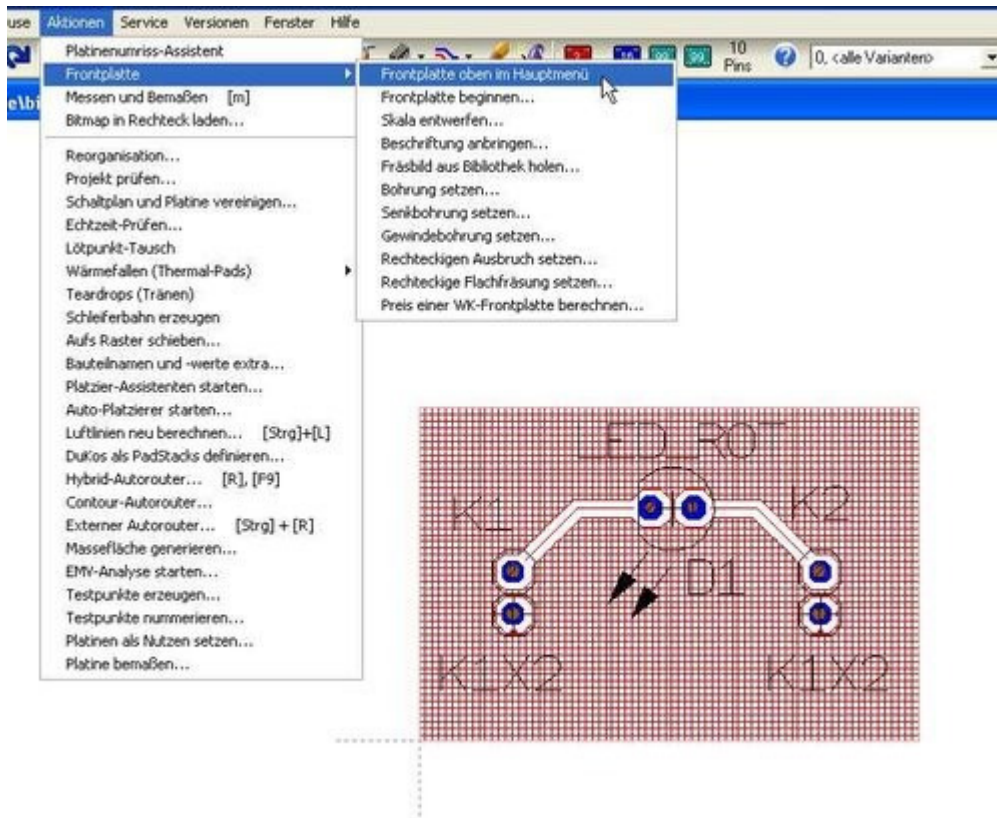 use Aktionen Service Versionen Fenster Hilfe
10
Pins
0, <alle Varianten>
e\bi
Platinenumriss-Assistent
Frontplatte
Messen und Bemaßen [m]
Bitmap in Rechteck laden...
Reorganisation...
Projekt prüfen...
Schaltplan und Platine vereinigen...
Echtzeit-Prüfen...
Lötpunkt-Tausch
Wärmefallen (Thermal-Pads)
Teardrops (Tränen)
Schleiferbahn erzeugen
Aufs Raster schieben...
Bauteilnamen und -werte extra...
Platzier-Assistenten starten...
Auto-Platzierer starten...
Luftlinien neu berechnen... [Strg]+[L]
DuKos als PadStacks definieren...
Hybrid-Autorouter... [R], [F9]
Contour-Autorouter...
Externer Autorouter... [Strg] + [R]
Massefläche generieren...
EMV-Analyse starten...
Testpunkte erzeugen...
Testpunkte nummerieren...
Platinen als Nutzen setzen...
Platine bemaßen...
Frontplatte oben im Hauptmenü
Frontplatte beginnen...
Skala entwerfen...
Beschriftung anbringen...
Fräsbild aus Bibliothek holen...
Bohrung setzen...
Senkbohrung setzen...
Gewindebohrung setzen...
Rechteckigen Ausbruch setzen...
Rechteckige Flachfräsung setzen...
Preis einer WK-Frontplatte berechnen...
LED_ROT
K1
K2
D1
K1X2
K1X2